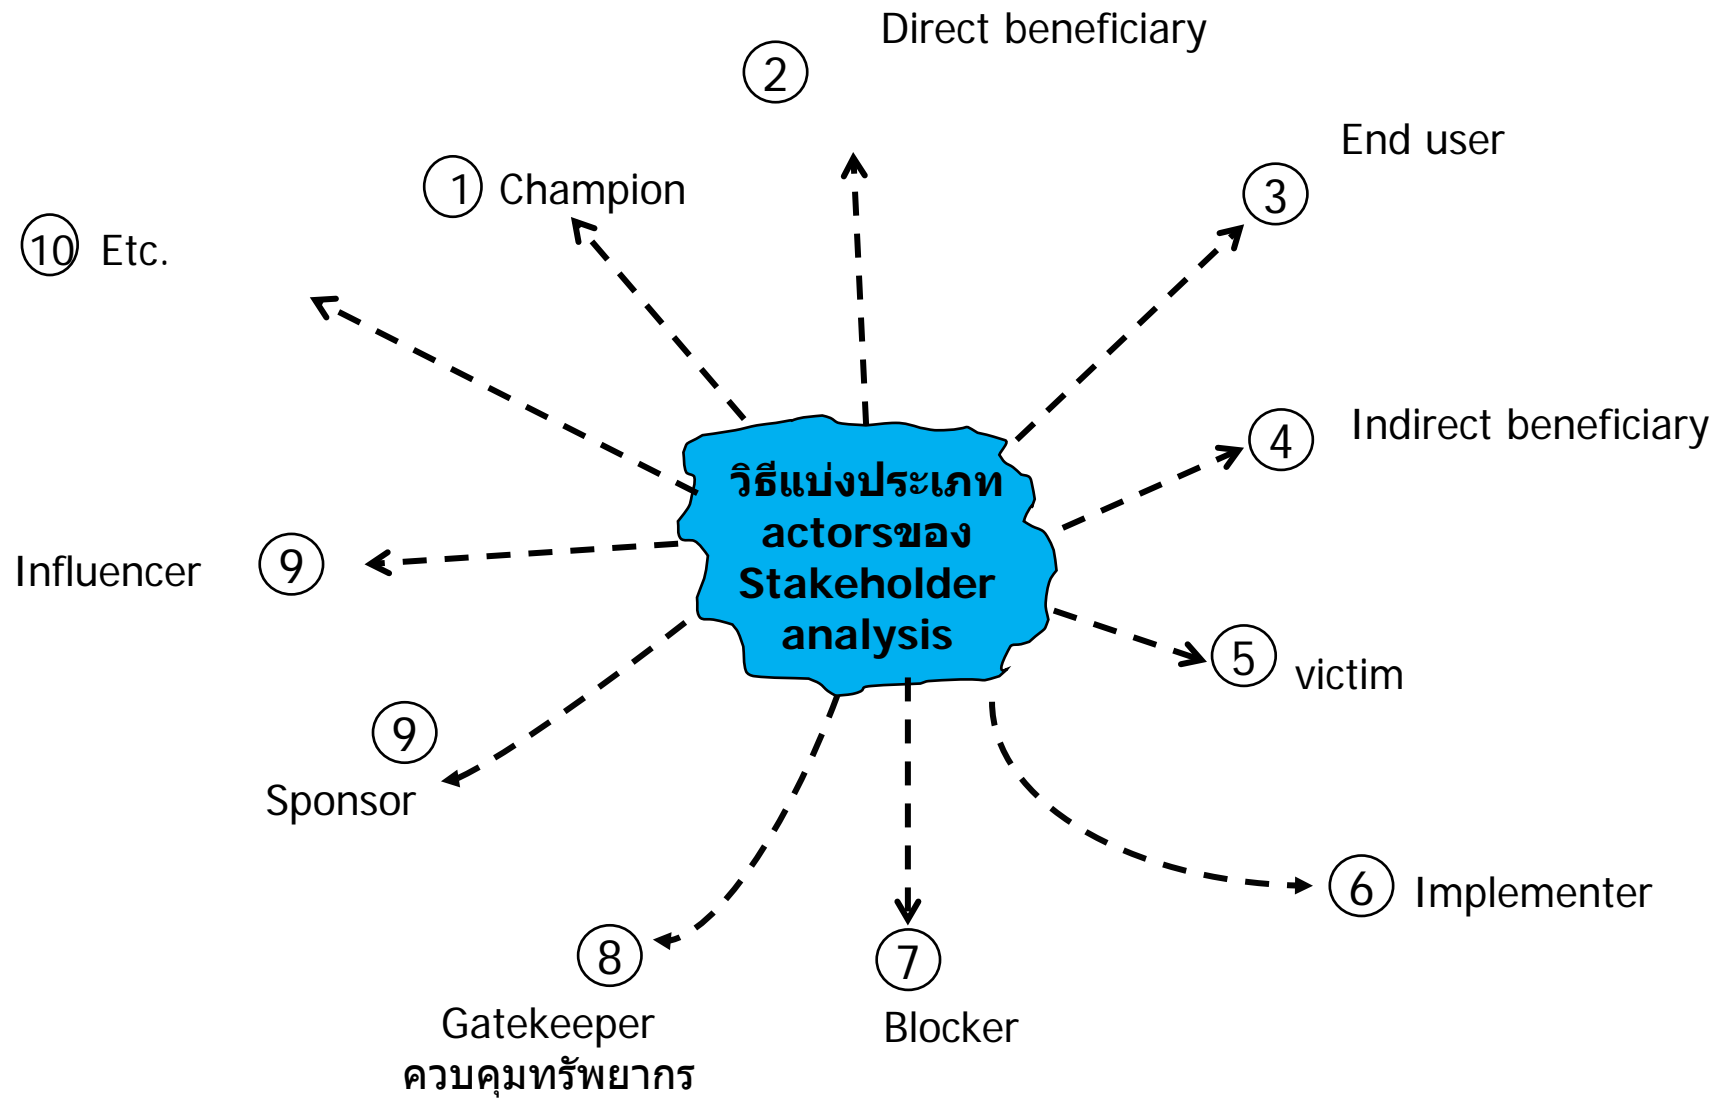 วิธีแบ่งประเภท
actorsของ
Stakeholder
analysis
1 Champion
2 Direct beneficiary
3 End user
4 Indirect beneficiary
5 victim
6 Implementer
7 Blocker
8 Gatekeeper
ควบคุมทรัพยากร
9 Sponsor
9 Influencer
10 Etc.